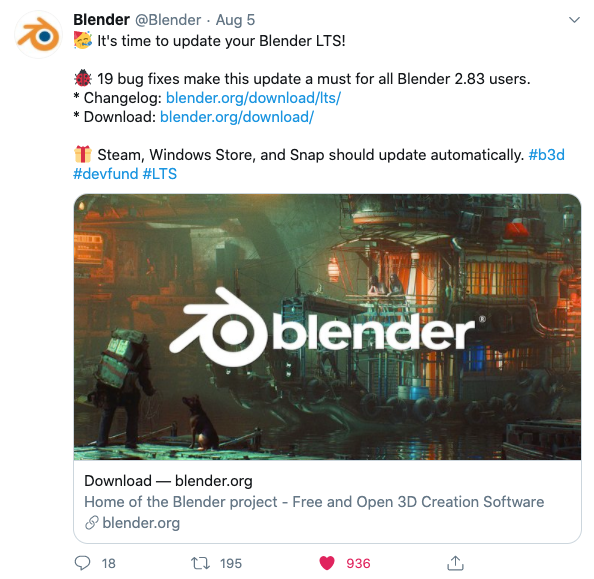 Blender @Blender · Aug 5
🥳 It's time to update your Blender LTS!
🐞 19 bug fixes make this update a must for all Blender 2.83 users.
* Changelog: blender.org/download/lts/
* Download: blender.org/download/
🎁 Steam, Windows Store, and Snap should update automatically. #b3d
#devfund #LTS
blender®
Download — blender.org
Home of the Blender project - Free and Open 3D Creation Software
blender.org
18 195 936